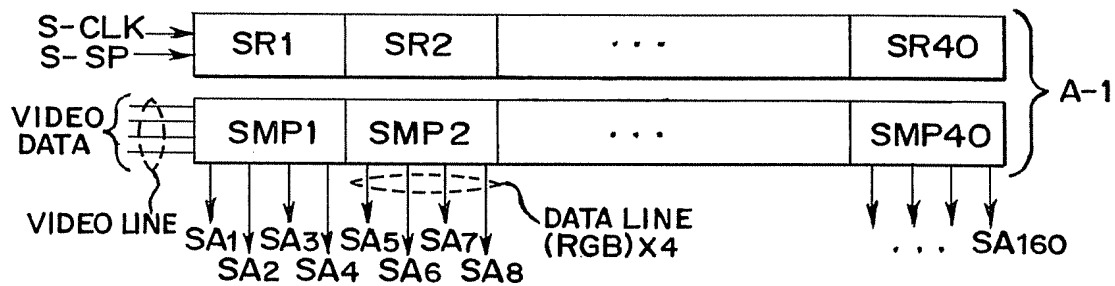 S-CLK
S-SP
SR1 SR2 ... SR40
A-1
VIDEO DATA
SMP1 SMP2 ... SMP40
VIDEO LINE
DATA LINE
(RGB)X4
SA1 SA3 SA5 SA7
SA2 SA4 SA6 SA8
... SA160